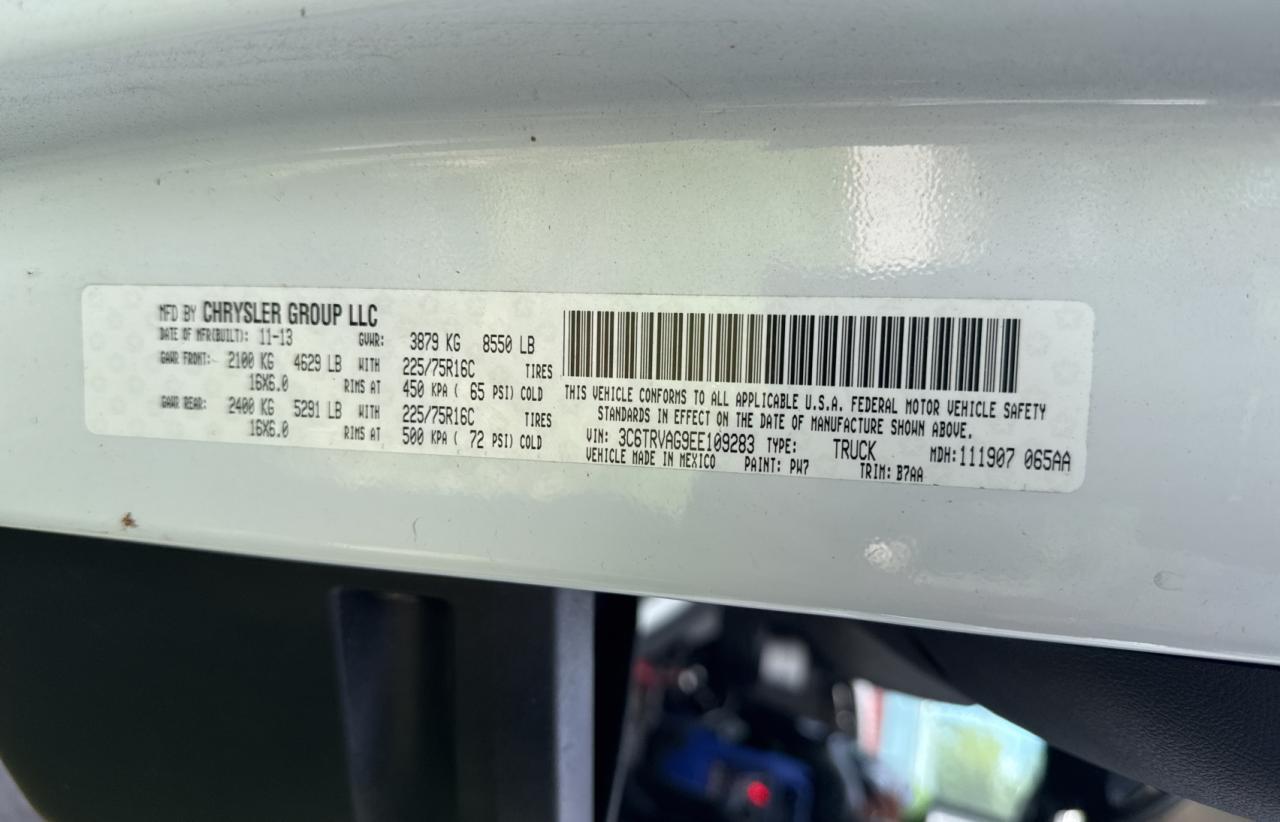 MFD BY CHRYSLER GROUP LLC
DATE OF MFR(BUILT): 11-13 GVWR: 3879 KG 8550 LB
GAWR FRONT: 2100 KG 4629 LB WITH 225/75R16C TIRES
16X6.0 RIMS AT 450 KPA ( 65 PSI) COLD
GAWR REAR: 2400 KG 5291 LB WITH 225/75R16C TIRES
16X6.0 RIMS AT 500 KPA ( 72 PSI) COLD
THIS VEHICLE CONFORMS TO ALL APPLICABLE U.S.A. FEDERAL MOTOR VEHICLE SAFETY
STANDARDS IN EFFECT ON THE DATE OF MANUFACTURE SHOWN ABOVE.
VIN: 3C6TRVAG9EE109283 TYPE: TRUCK MDH:111907 065AA
VEHICLE MADE IN MEXICO PAINT: PW7 TRIM: B7AA